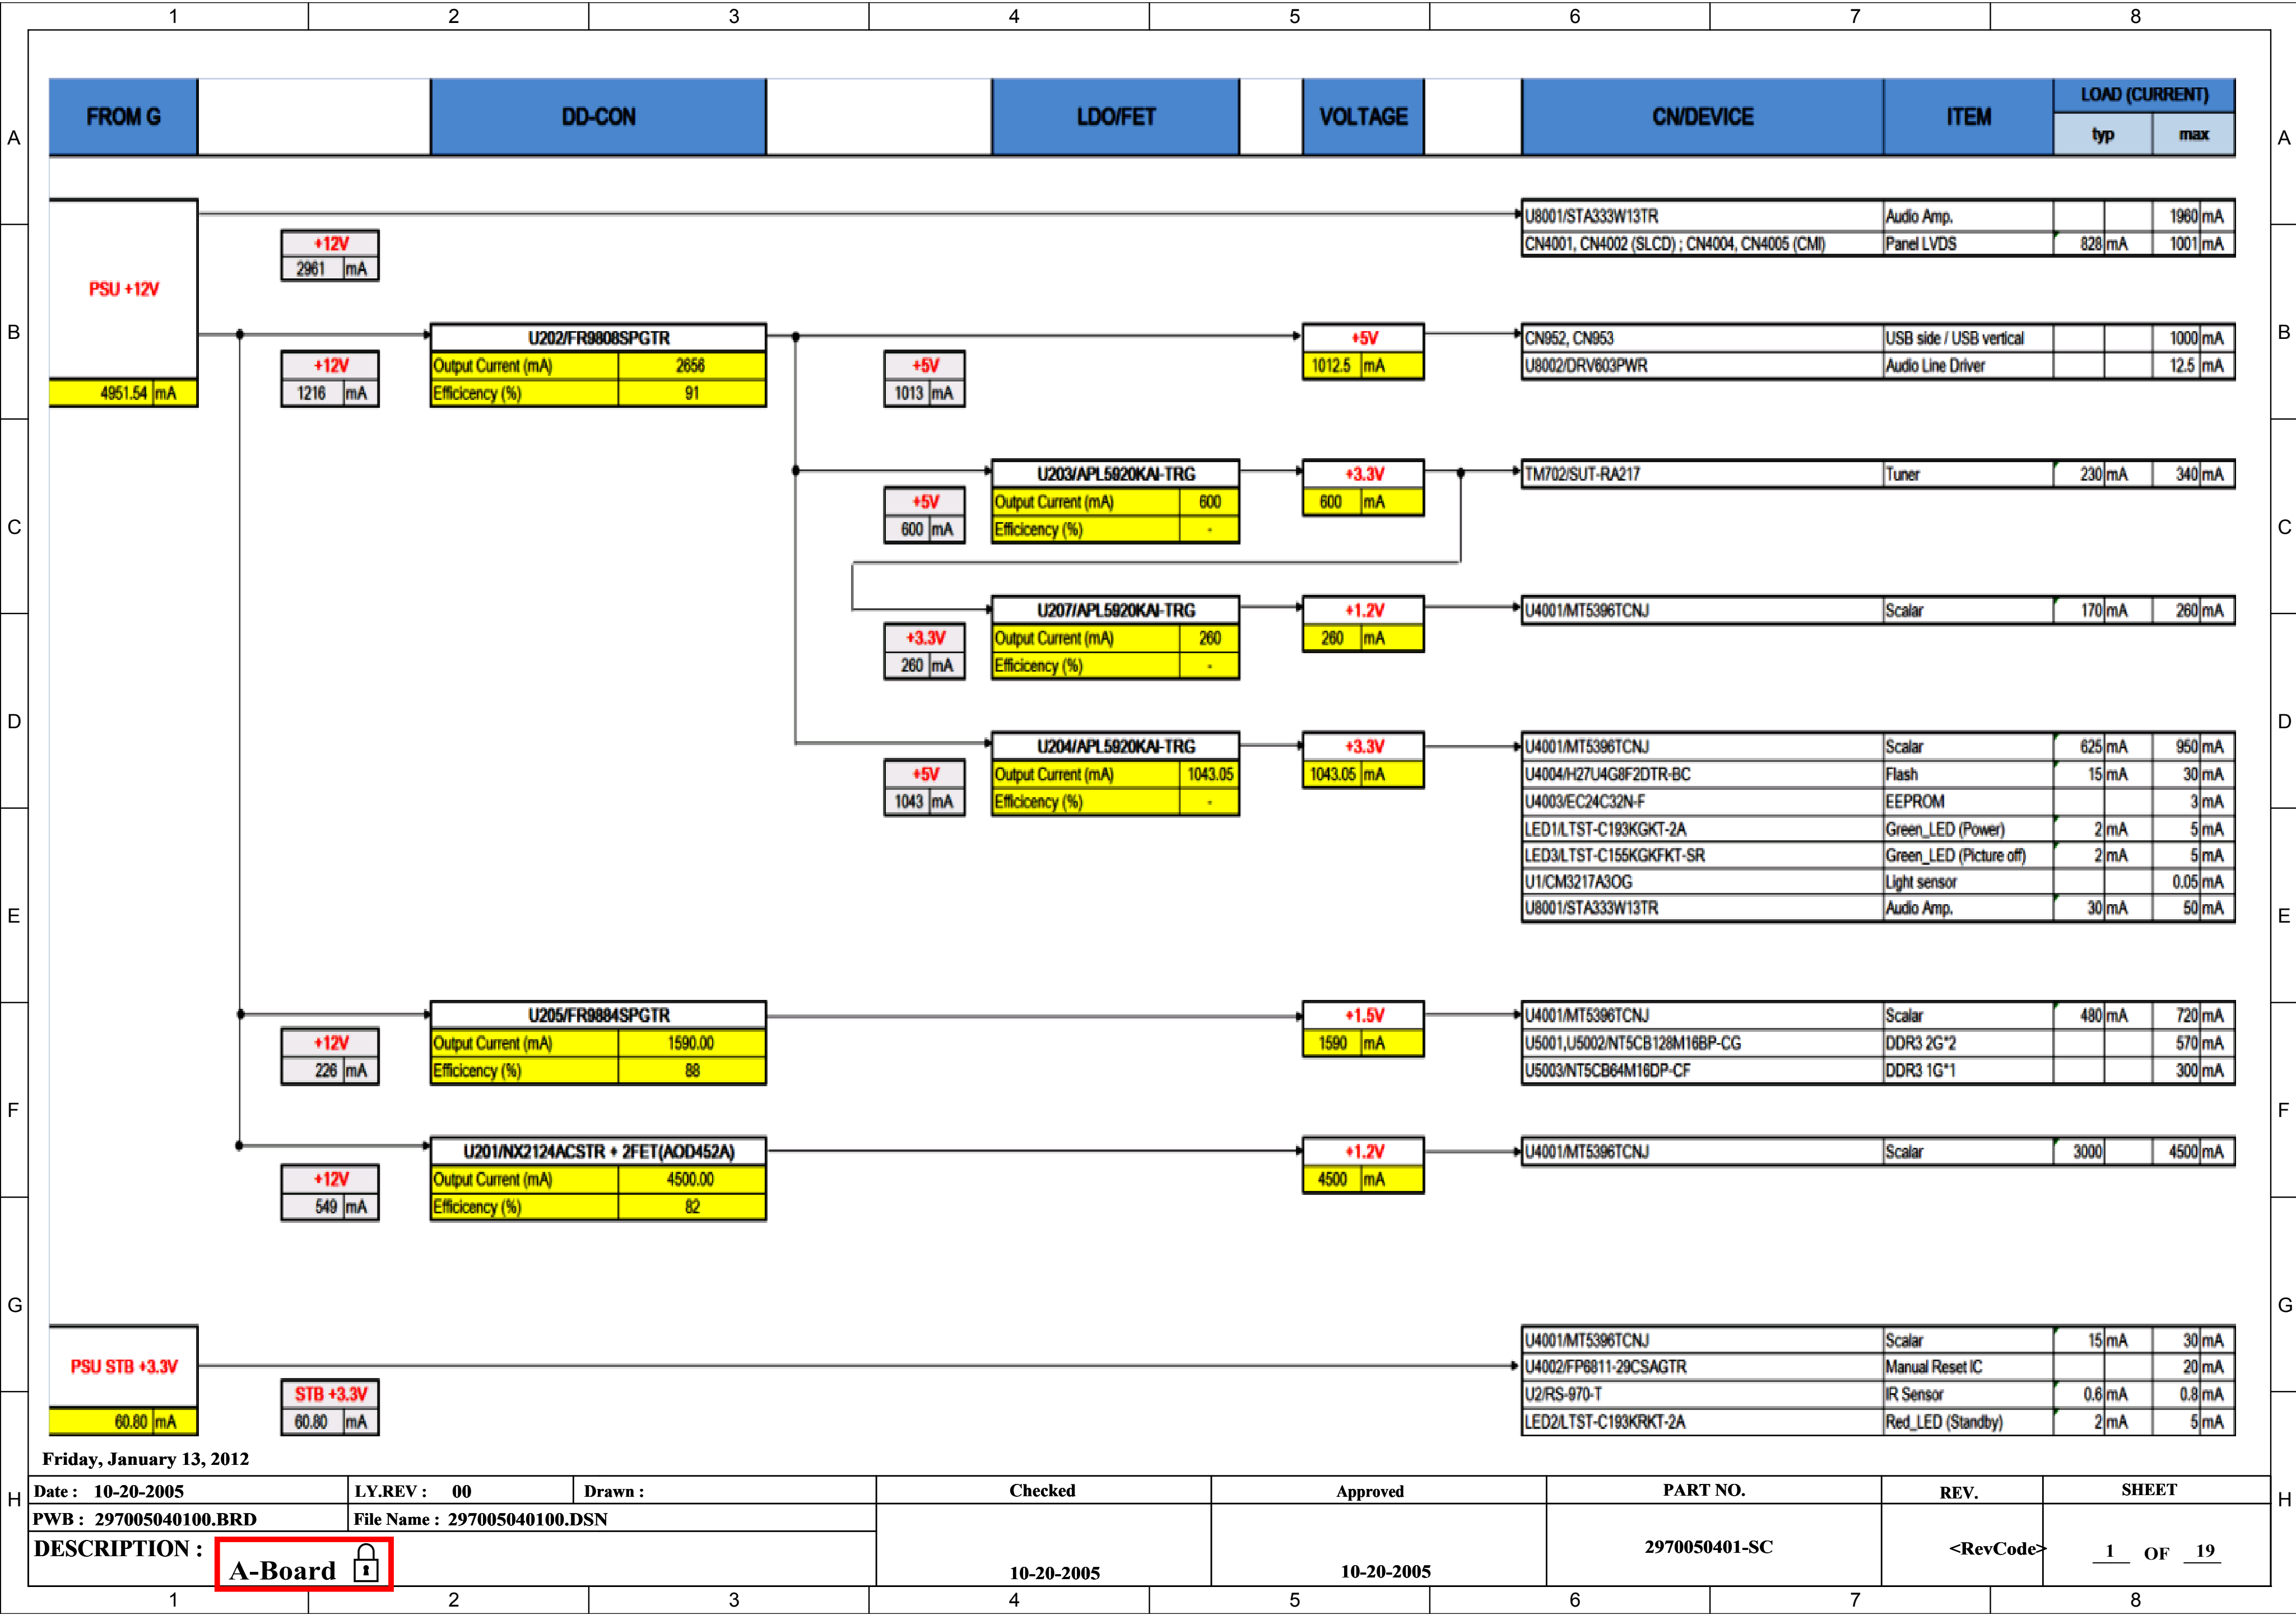 1 2 3 4 5 6 7 8
A A
B B
C C
D D
E E
F F
G G
H H
FROM G DD-CON LDO/FET VOLTAGE CN/DEVICE ITEM LOAD (CURRENT)
typ max
PSU +12V
4951.54 mA
+12V
2961 mA
U8001/STA333W13TR Audio Amp. 1960 mA
CN4001, CN4002 (SLCD) ; CN4004, CN4005 (CMI) Panel LVDS 828 mA 1001 mA
+12V
1216 mA
U202/FR9808SPGTR
Output Current (mA) 2656
Efficicency (%) 91
+5V
1013 mA
+5V
1012.5 mA
CN952, CN953 USB side / USB vertical 1000 mA
U8002/DRV603PWR Audio Line Driver 12.5 mA
+5V
600 mA
U203/APL5920KAI-TRG
Output Current (mA) 600
Efficicency (%) -
+3.3V
600 mA
TM702/SUT-RA217 Tuner 230 mA 340 mA
+3.3V
260 mA
U207/APL5920KAI-TRG
Output Current (mA) 260
Efficicency (%) -
+1.2V
260 mA
U4001/MT5396TCNJ Scalar 170 mA 260 mA
+5V
1043 mA
U204/APL5920KAI-TRG
Output Current (mA) 1043.05
Efficicency (%) -
+3.3V
1043.05 mA
U4001/MT5396TCNJ Scalar 625 mA 950 mA
U4004/H27U4G8F2DTR-BC Flash 15 mA 30 mA
U4003/EC24C32N-F EEPROM 3 mA
LED1/LTST-C193KGKT-2A Green_LED (Power) 2 mA 5 mA
LED3/LTST-C155KGKFKT-SR Green_LED (Picture off) 2 mA 5 mA
U1/CM3217A3OG Light sensor 0.05 mA
U8001/STA333W13TR Audio Amp. 30 mA 50 mA
+12V
226 mA
U205/FR9884SPGTR
Output Current (mA) 1590.00
Efficicency (%) 88
+1.5V
1590 mA
U4001/MT5396TCNJ Scalar 480 mA 720 mA
U5001,U5002/NT5CB128M16BP-CG DDR3 2G*2 570 mA
U5003/NT5CB64M16DP-CF DDR3 1G*1 300 mA
+12V
549 mA
U201/NX2124ACSTR + 2FET(AOD452A)
Output Current (mA) 4500.00
Efficicency (%) 82
+1.2V
4500 mA
U4001/MT5396TCNJ Scalar 3000 4500 mA
PSU STB +3.3V
60.80 mA
STB +3.3V
60.80 mA
U4001/MT5396TCNJ Scalar 15 mA 30 mA
U4002/FP6811-29CSAGTR Manual Reset IC 20 mA
U2/RS-970-T IR Sensor 0.6 mA 0.8 mA
LED2/LTST-C193KRKT-2A Red_LED (Standby) 2 mA 5 mA
Friday, January 13, 2012
Date : 10-20-2005 LY.REV : 00 Drawn : Checked Approved PART NO. REV. SHEET
PWB : 297005040100.BRD File Name : 297005040100.DSN
DESCRIPTION : A-Board
10-20-2005 10-20-2005 2970050401-SC <RevCode> 1 OF 19
1 2 3 4 5 6 7 8